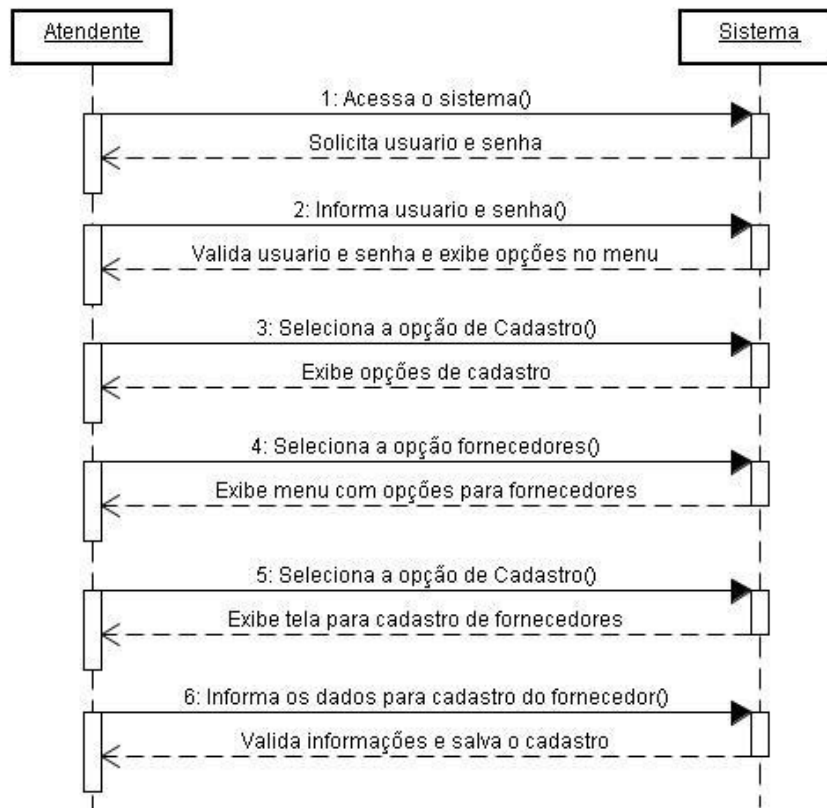 Atendente
Sistema
1: Acessa o sistema()
Solicita usuario e senha
2: Informa usuario e senha()
Valida usuario e senha e exibe opções no menu
3: Seleciona a opção de Cadastro()
Exibe opções de cadastro
4: Seleciona a opção fornecedores()
Exibe menu com opções para fornecedores
5: Seleciona a opção de Cadastro()
Exibe tela para cadastro de fornecedores
6: Informa os dados para cadastro do fornecedor()
Valida informações e salva o cadastro